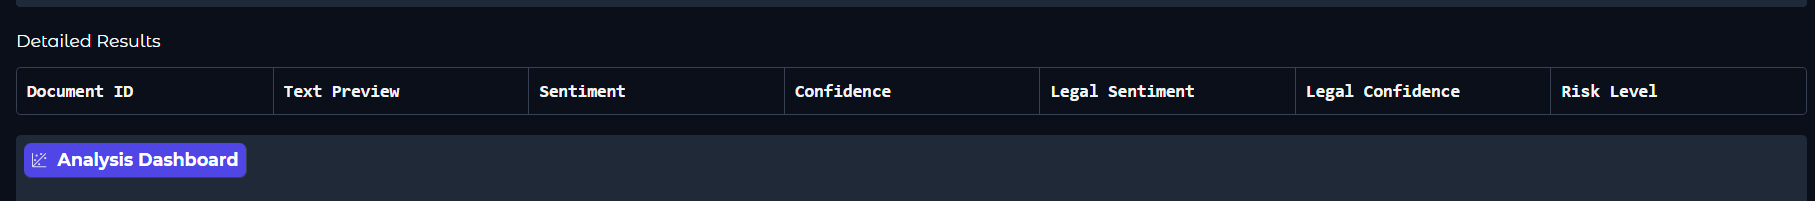 Detailed Results
Document ID Text Preview Sentiment Confidence Legal Sentiment Legal Confidence Risk Level
Analysis Dashboard